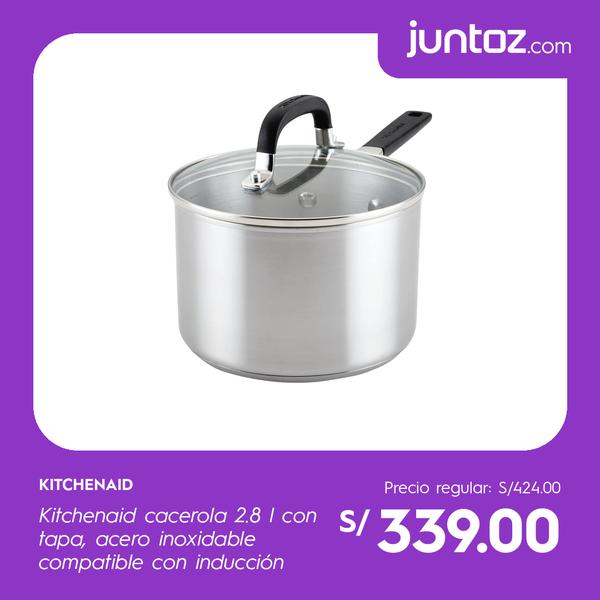 juntoz.com
KITCHENAID
Kitchenaid cacerola 2.8 l con
tapa, acero inoxidable
compatible con inducción
Precio regular: S/424.00
S/ 339.00